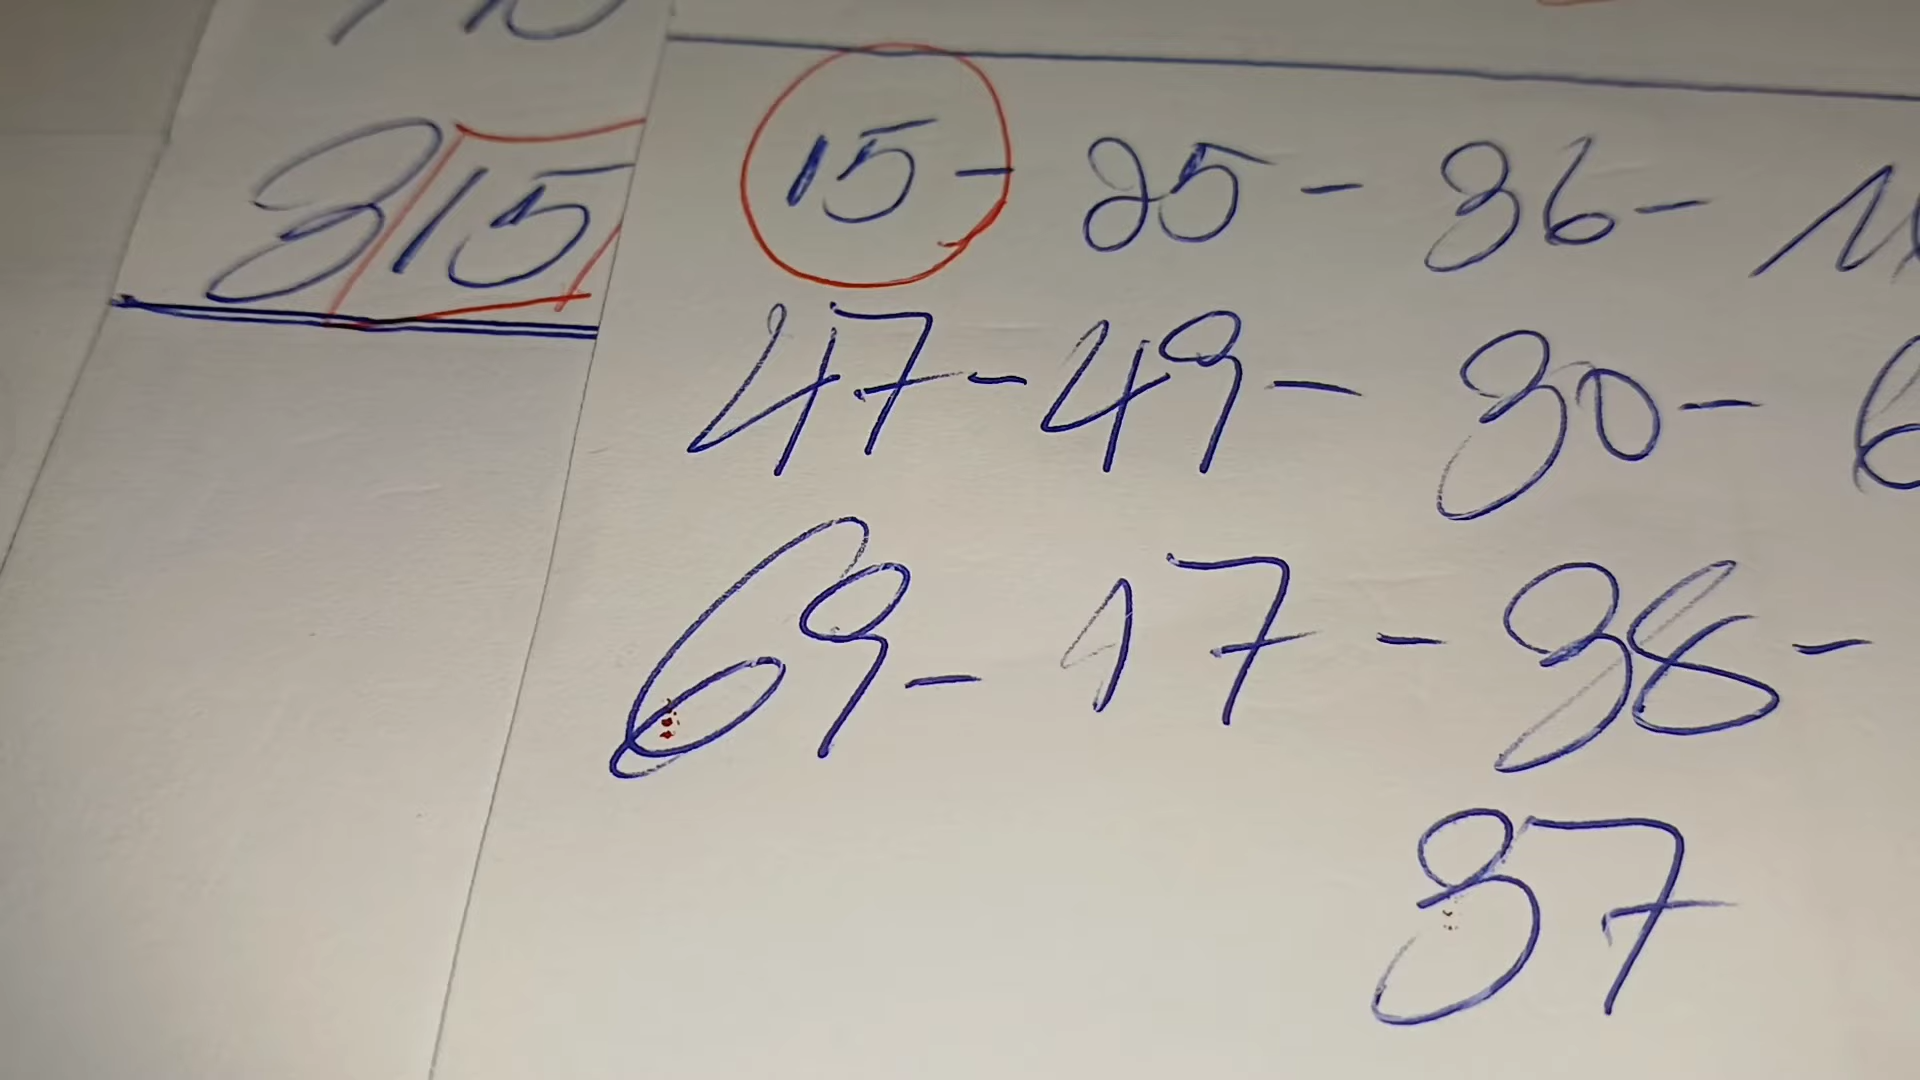 315
15 - 25 - 36 -
47 - 49 - 30 -
69 - 17 - 38 -
37